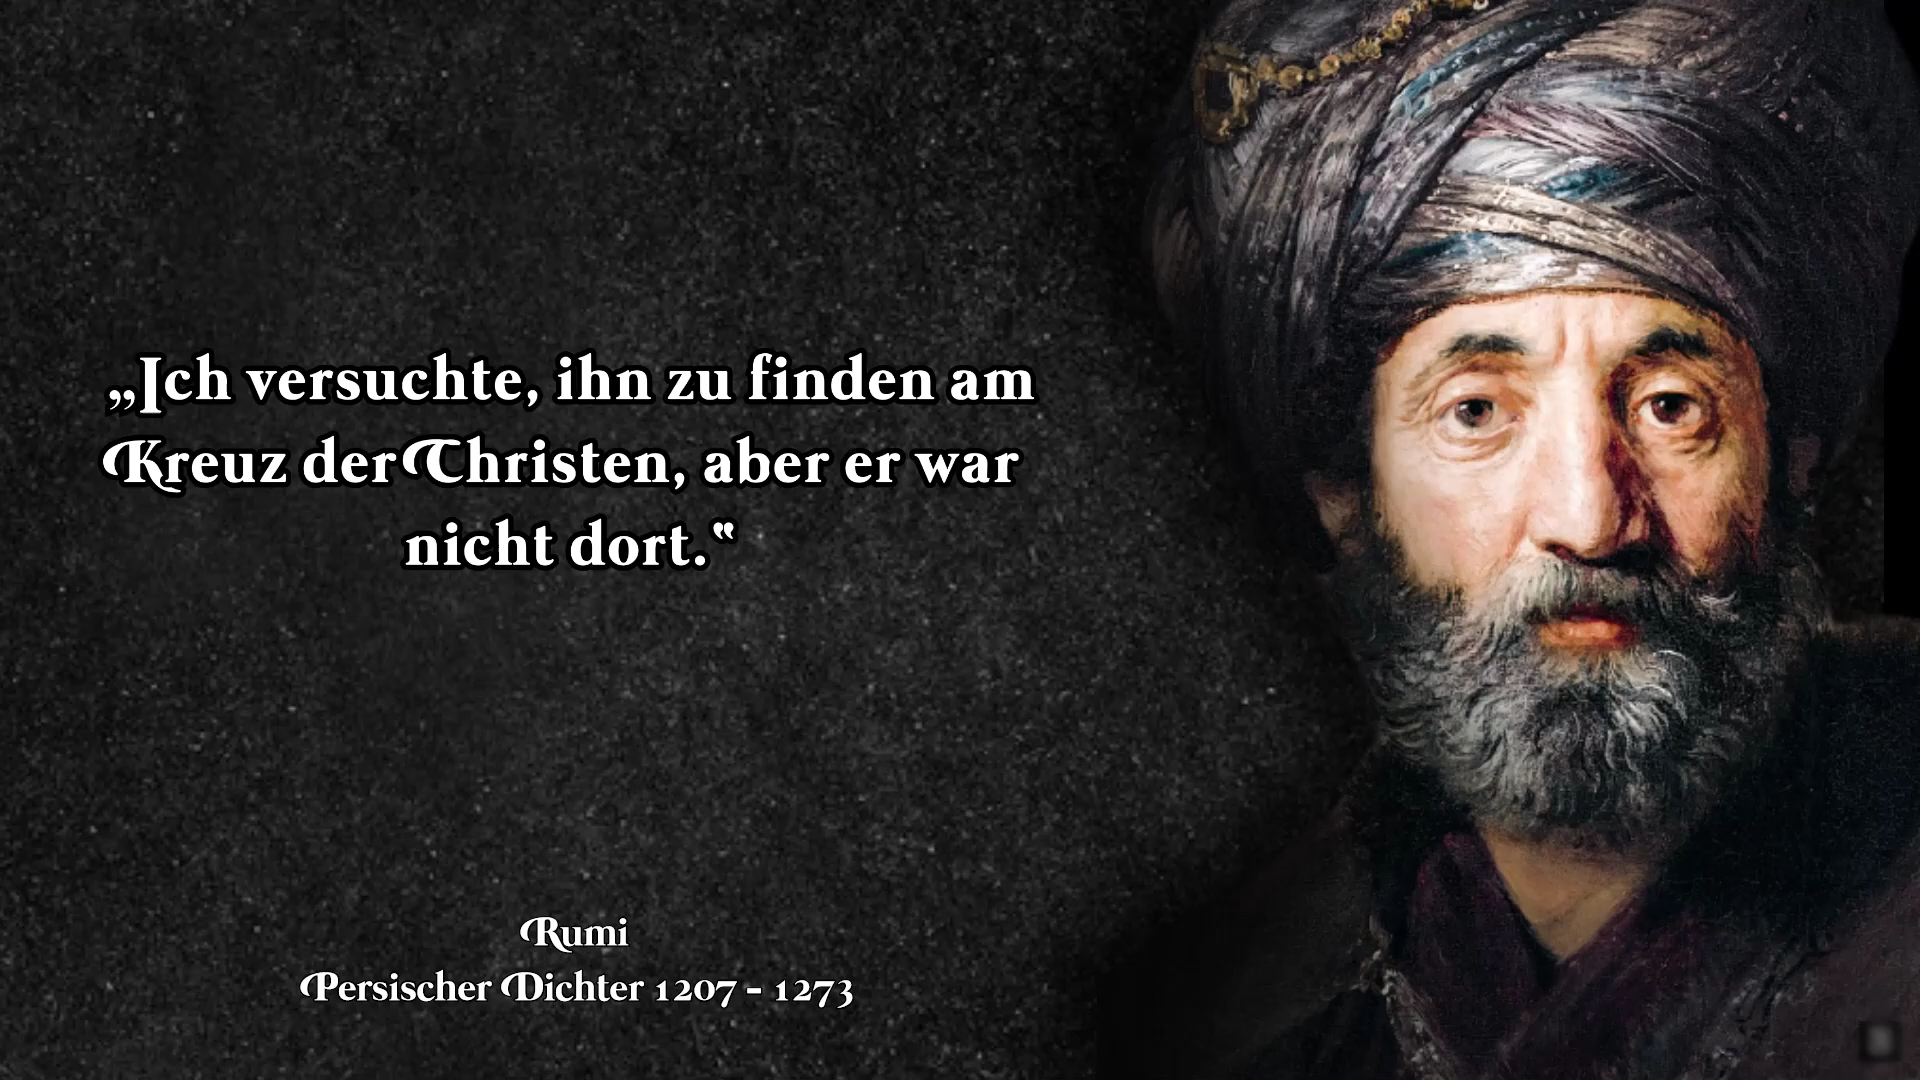 „Ich versuchte, ihn zu finden am
Kreuz der Christen, aber er war
nicht dort.‟
Rumi
Persischer Dichter 1207 - 1273